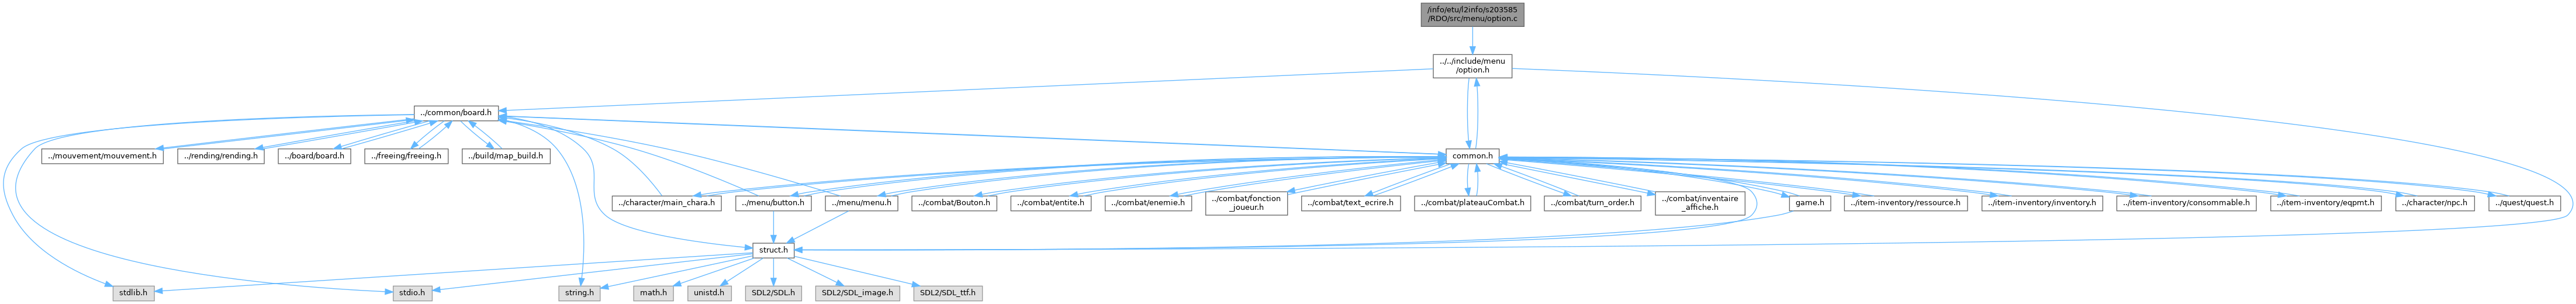 /info/etu/l2info/s203585
/RDO/src/menu/option.c
../../include/menu
/option.h
../common/board.h
../mouvement/mouvement.h
../rending/rending.h
../board/board.h
../freeing/freeing.h
../build/map_build.h
common.h
../character/main_chara.h
../menu/button.h
../menu/menu.h
../combat/Bouton.h
../combat/entite.h
../combat/enemie.h
../combat/fonction
_joueur.h
../combat/text_ecrire.h
../combat/plateauCombat.h
../combat/turn_order.h
../combat/inventaire
_affiche.h
game.h
../item-inventory/ressource.h
../item-inventory/inventory.h
../item-inventory/consommable.h
../item-inventory/eqpmt.h
../character/npc.h
../quest/quest.h
struct.h
stdlib.h
stdio.h
string.h
math.h
unistd.h
SDL2/SDL.h
SDL2/SDL_image.h
SDL2/SDL_ttf.h